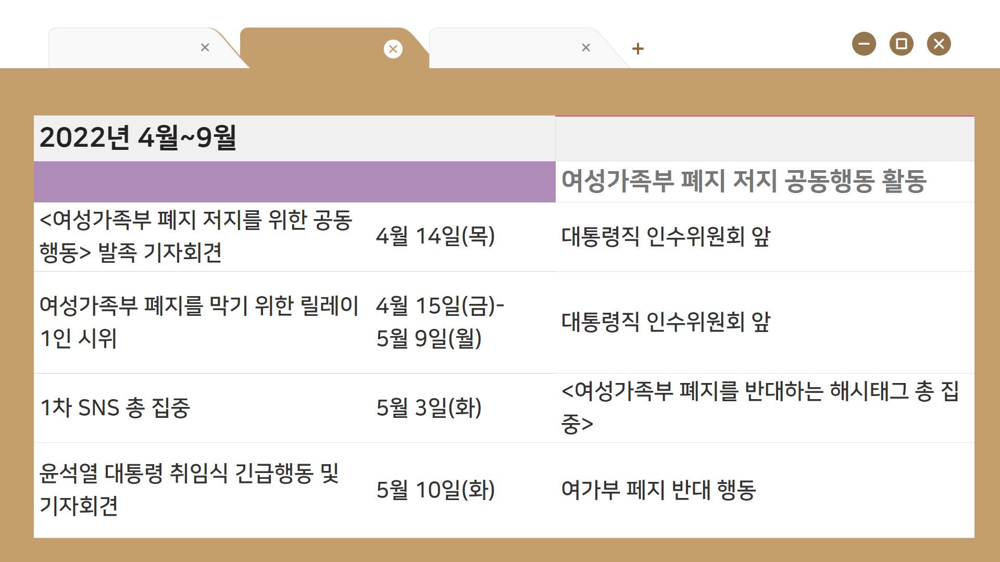 2022년 4월~9월
여성가족부 폐지 저지 공동행동 활동
<여성가족부 폐지 저지를 위한 공동
행동> 발족 기자회견
4월 14일(목)
대통령직 인수위원회 앞
여성가족부 폐지를 막기 위한 릴레이
1인 시위
4월 15일(금)-
5월 9일(월)
대통령직 인수위원회 앞
1차 SNS 총 집중
5월 3일(화)
<여성가족부 폐지를 반대하는 해시태그 총 집
중>
윤석열 대통령 취임식 긴급행동 및
기자회견
5월 10일(화)
여가부 페지 반대 행동